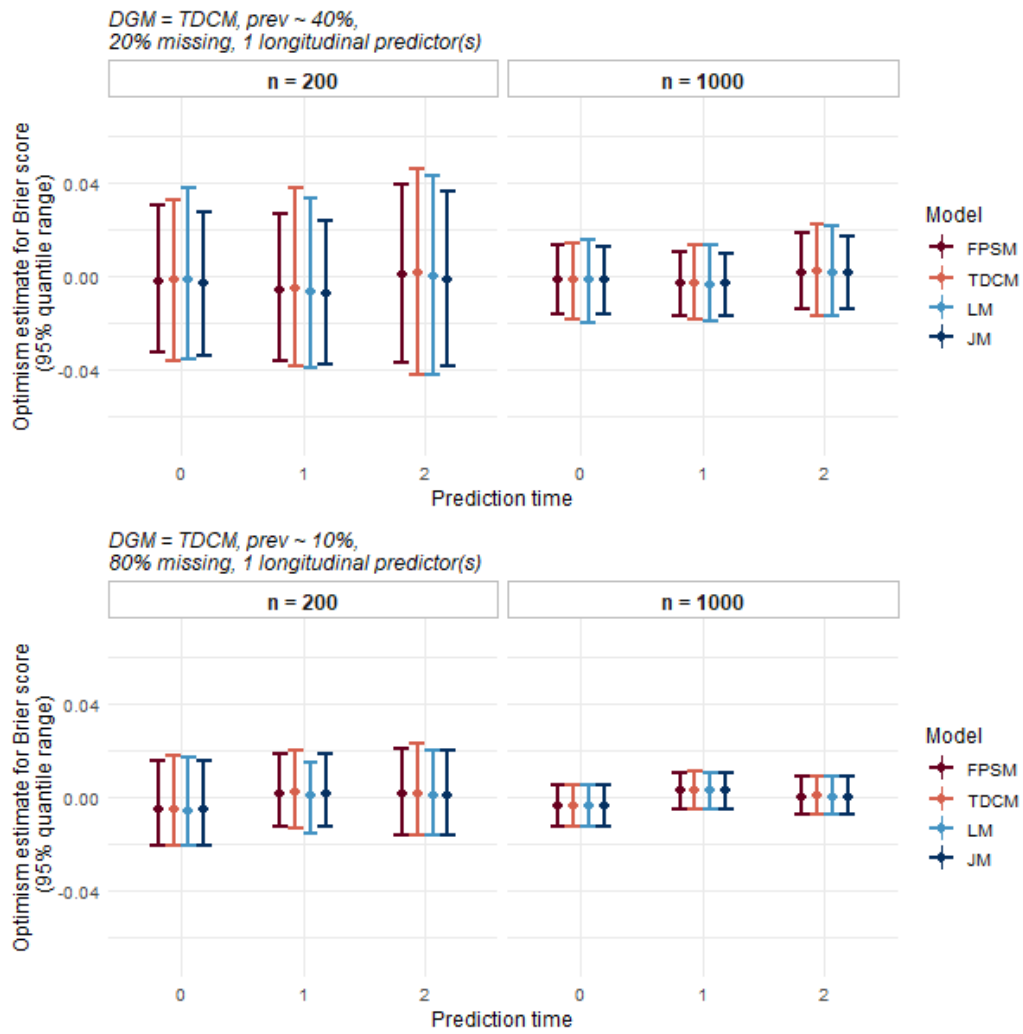 DGM = TDCM, prev ~ 40%,
20% missing, 1 longitudinal predictor(s)
n = 200
n = 1000
Optimism estimate for Brier score
(95% quantile range)
0.04
0.00
-0.04
0
1
2
0
1
2
Prediction time
Model
FPSM
TDCM
LM
JM
DGM = TDCM, prev ~ 10%,
80% missing, 1 longitudinal predictor(s)
n = 200
n = 1000
Optimism estimate for Brier score
(95% quantile range)
0.04
0.00
-0.04
0
1
2
0
1
2
Prediction time
Model
FPSM
TDCM
LM
JM